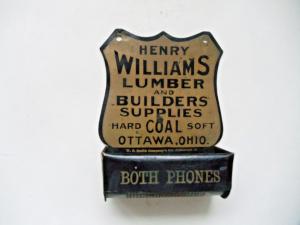 HENRY
WILLIAMS
LUMBER
AND
BUILDERS
SUPPLIES
HARD COAL SOFT
OTTAWA, OHIO.
BOTH PHONES